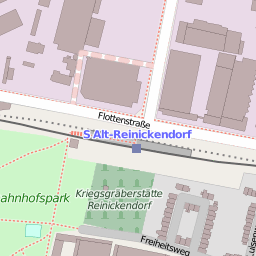 Flottenstraße
S Alt-Reinickendorf
ahnhofspark
Kriegsgräberstätte
Reinickendorf
Freiheitsweg